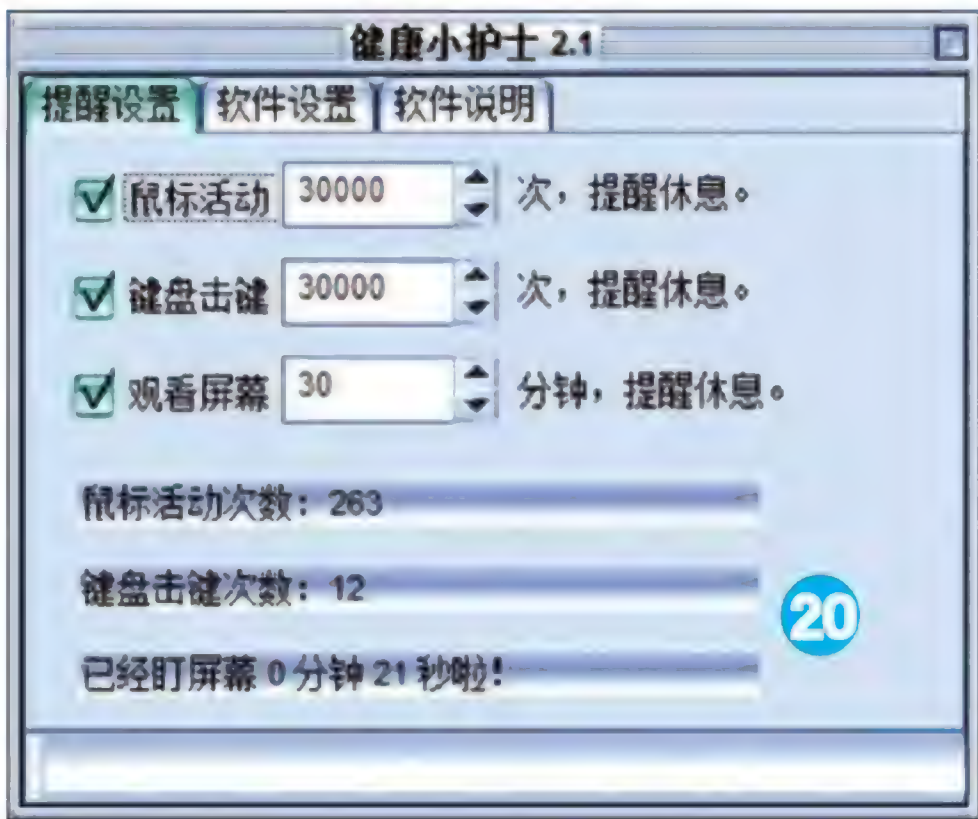 健康小护士 2.1
提醒设置 软件设置 软件说明
鼠标活动 30000 次，提醒休息。
键盘击键 30000 次，提醒休息。
观看屏幕 30 分钟，提醒休息。
鼠标活动次数：263
键盘击键次数：12
20
已经盯屏幕 0 分钟 21 秒啦！